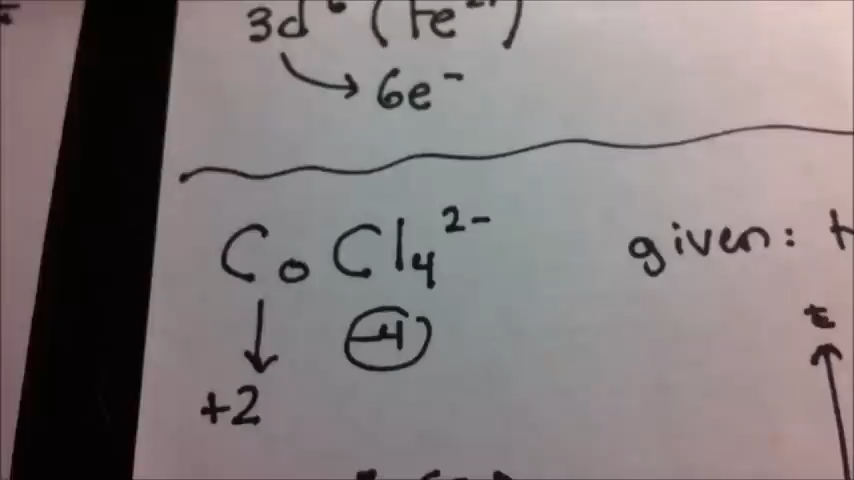 3d⁶ (Fe²⁺)
6e⁻
CoCl₄²⁻
given:
-4
+2
E